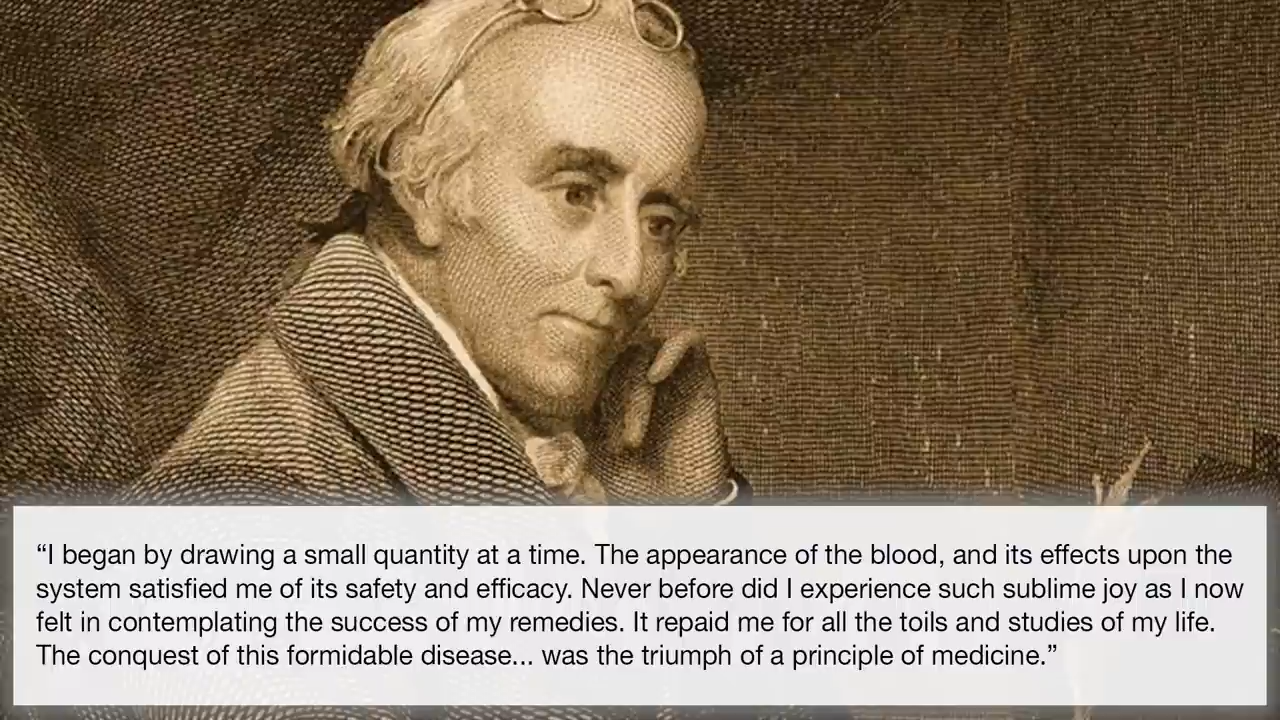 “I began by drawing a small quantity at a time. The appearance of the blood, and its effects upon the
system satisfied me of its safety and efficacy. Never before did I experience such sublime joy as I now
felt in contemplating the success of my remedies. It repaid me for all the toils and studies of my life.
The conquest of this formidable disease... was the triumph of a principle of medicine.”